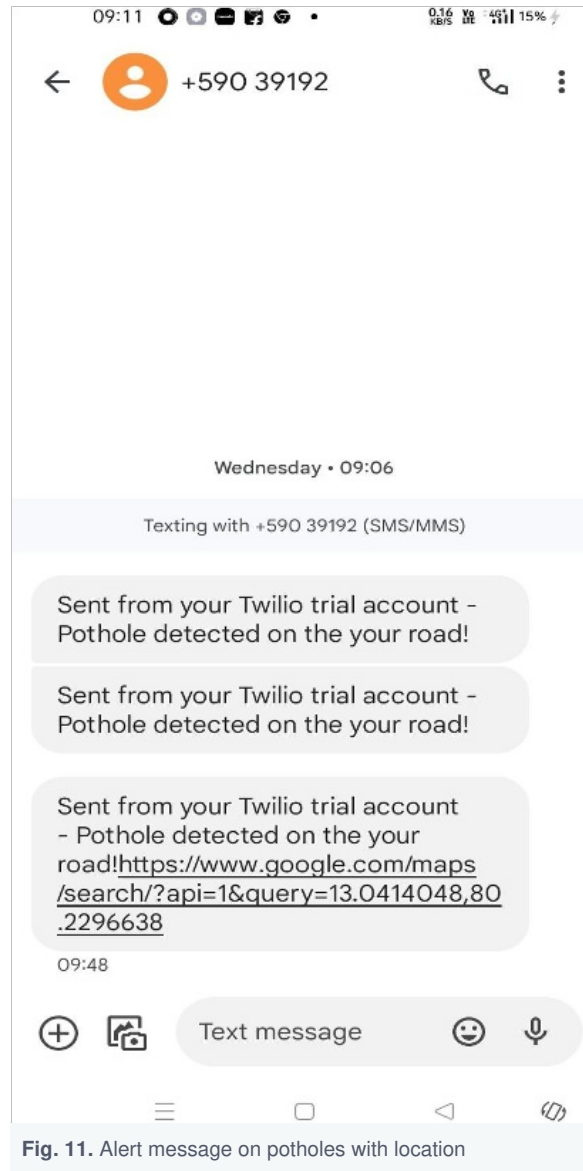 09:11
0.16 KB/S Vo LTE 4G+ 15%
+590 39192
Wednesday • 09:06
Texting with +590 39192 (SMS/MMS)
Sent from your Twilio trial account -
Pothole detected on the your road!
Sent from your Twilio trial account -
Pothole detected on the your road!
Sent from your Twilio trial account
- Pothole detected on the your
road!https://www.google.com/maps
/search/?api=1&query=13.0414048,80
.2296638
09:48
Text message
Fig. 11. Alert message on potholes with location